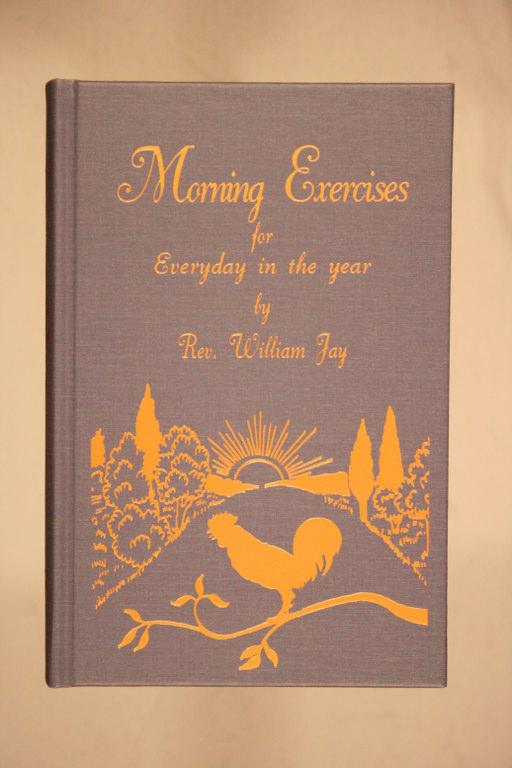 Morning Exercises
for
Everyday in the year
by
Rev. William Jay